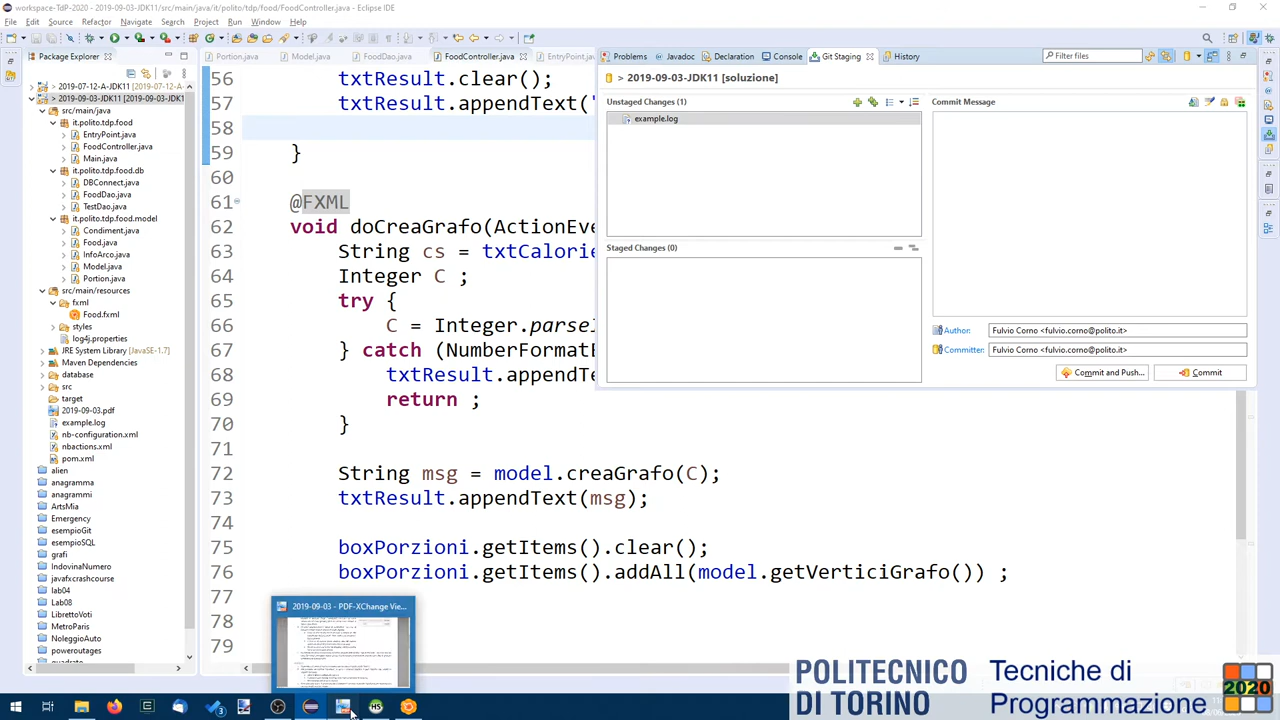 workspace-TdP-2020 - 2019-09-03-JDK11/src/main/java/it/polito/tdp/food/FoodController.java - Eclipse IDE
File Edit Source Refactor Navigate Search Project Run Window Help
Package Explorer
2019-07-12-A-JDK11 [2019-07-12-A
2019-09-03-JDK11 [2019-09-03-JDK1
src/main/java
it.polito.tdp.food
EntryPoint.java
FoodController.java
Main.java
it.polito.tdp.food.db
DBConnect.java
FoodDao.java
TestDao.java
it.polito.tdp.food.model
Condiment.java
Food.java
InfoArco.java
Model.java
Portion.java
src/main/resources
fxml
Food.fxml
styles
log4j.properties
JRE System Library [JavaSE-1.7]
Maven Dependencies
database
src
target
2019-09-03.pdf
example.log
nb-configuration.xml
nbactions.xml
pom.xml
alien
anagramma
anagrammi
ArtsMia
Emergency
esempioGit
esempioSQL
grafi
IndovinaNumero
javafxcrashcourse
lab04
Lab08
LibrettoVoti
MetroParis
Portion.java Model.java FoodDao.java FoodController.java EntryPoint.jav
56 txtResult.clear();
57 txtResult.appendText("
58
59 }
60
61 @FXML
62 void doCreaGrafo(ActionEve
63 String cs = txtCalorie
64 Integer C ;
65 try {
66 C = Integer.parseI
67 } catch (NumberFormatE
68 txtResult.appendTe
69 return ;
70 }
71
72 String msg = model.creaGrafo(C);
73 txtResult.appendText(msg);
74
75 boxPorzioni.getItems().clear();
76 boxPorzioni.getItems().addAll(model.getVerticiGrafo()) ;
77
78
79
Problems Javadoc Declaration Console Git Staging History
Filter files
> 2019-09-03-JDK11 [soluzione]
Unstaged Changes (1)
example.log
Staged Changes (0)
Commit Message
Author: Fulvio Corno <fulvio.corno@polito.it>
Committer: Fulvio Corno <fulvio.corno@polito.it>
Commit and Push... Commit
2019-09-03 - PDF-XChange Vie...
POLITECNICO
DI TORINO
Tecniche di
Programmazione
2020